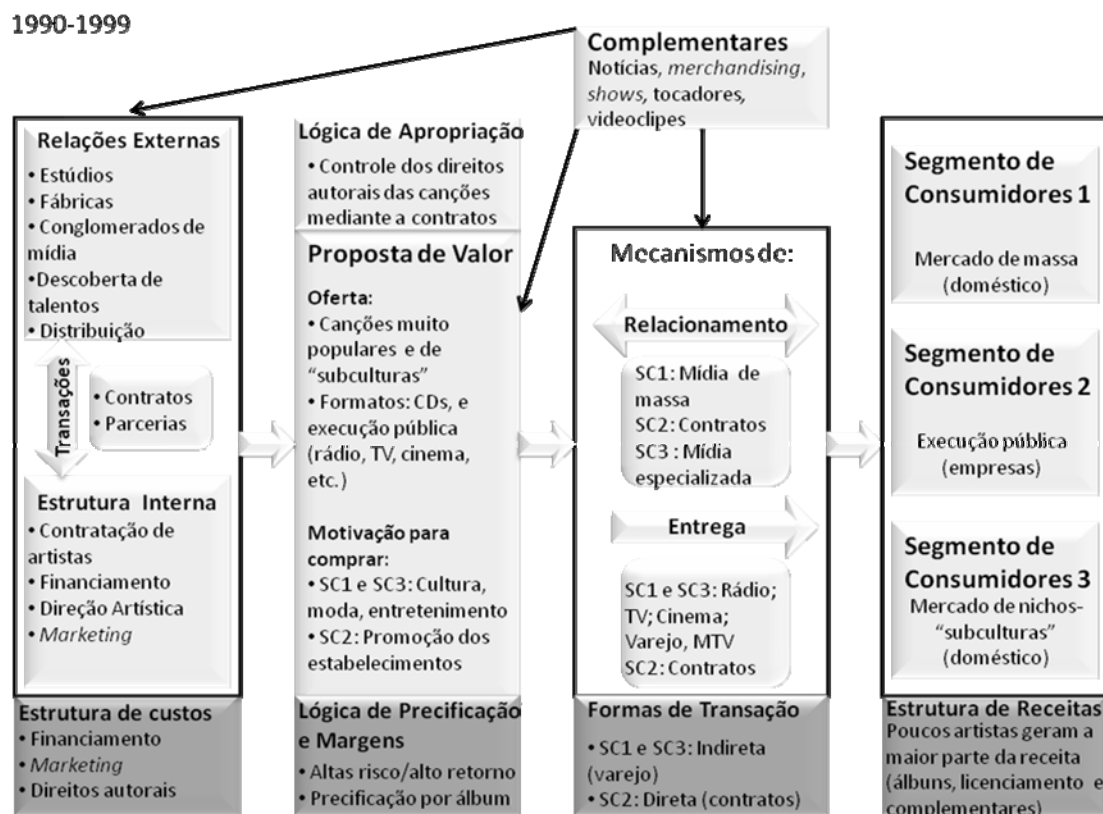 1990-1999
Complementares
Notícias, merchandising,
shows, tocadores,
videoclipes
Relações Externas
• Estúdios
• Fábricas
• Conglomerados de
mídia
•Descoberta de
talentos
• Distribuição
Transações
• Contratos
• Parcerias
Estrutura Interna
• Contratação de
artistas
• Financiamento
• Direção Artística
• Marketing
Estrutura de custos
• Financiamento
• Marketing
• Direitos autorais
Lógica de Apropriação
• Controle dos direitos
autorais das canções
mediante a contratos
Proposta de Valor
Oferta:
• Canções muito
populares e de
“subculturas”
• Formatos: CDs, e
execução pública
(rádio, TV, cinema,
etc.)
Motivação para
comprar:
• SC1 e SC3: Cultura,
moda, entretenimento
• SC2: Promoção dos
estabelecimentos
Lógica de Precificação
e Margens
• Altas risco/alto retorno
• Precificação por álbum
Mecanismos de:
Relacionamento
SC1: Mídia de
massa
SC2: Contratos
SC3 : Mídia
especializada
Entrega
SC1 e SC3: Rádio;
TV; Cinema;
Varejo, MTV
SC2: Contratos
Formas de Transação
• SC1 e SC3: Indireta
(varejo)
• SC2: Direta (contratos)
Segmento de
Consumidores 1
Mercado de massa
(doméstico)
Segmento de
Consumidores 2
Execução pública
(empresas)
Segmento de
Consumidores 3
Mercado de nichos-
“subculturas”
(doméstico)
Estrutura de Receitas
Poucos artistas geram a
maior parte da receita
(álbuns, licenciamento e
complementares)